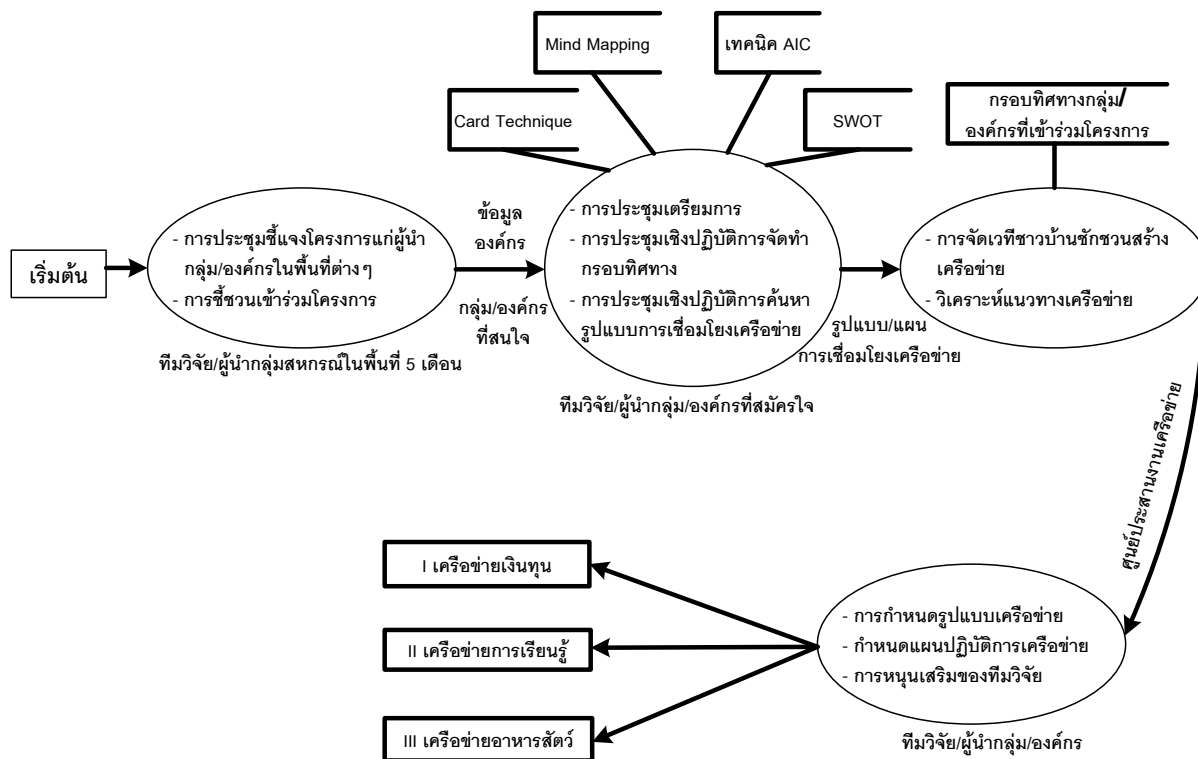 Mind Mapping
เทคนิค AIC
Card Technique
SWOT
กรอบทิศทางกลุ่ม/
องค์กรที่เข้าร่วมโครงการ
เริ่มต้น
- การประชุมชี้แจงโครงการแก่ผู้นำ
กลุ่ม/องค์กรในพื้นที่ต่างๆ
- การชี้ชวนเข้าร่วมโครงการ
ทีมวิจัย/ผู้นำกลุ่มสหกรณ์ในพื้นที่ 5 เดือน
ข้อมูล
องค์กร
กลุ่ม/องค์กร
ที่สนใจ
- การประชุมเตรียมการ
- การประชุมเชิงปฏิบัติการจัดทำ
กรอบทิศทาง
- การประชุมเชิงปฏิบัติการค้นหา
รูปแบบการเชื่อมโยงเครือข่าย
ทีมวิจัย/ผู้นำกลุ่ม/องค์กรที่สมัครใจ
รูปแบบ/แผน
การเชื่อมโยงเครือข่าย
- การจัดเวทีชาวบ้านชักชวนสร้าง
เครือข่าย
- วิเคราะห์แนวทางเครือข่าย
ศูนย์ประสานงานเครือข่าย
- การกำหนดรูปแบบเครือข่าย
- กำหนดแผนปฏิบัติการเครือข่าย
- การหนุนเสริมของทีมวิจัย
ทีมวิจัย/ผู้นำกลุ่ม/องค์กร
I เครือข่ายเงินทุน
II เครือข่ายการเรียนรู้
III เครือข่ายอาหารสัตว์